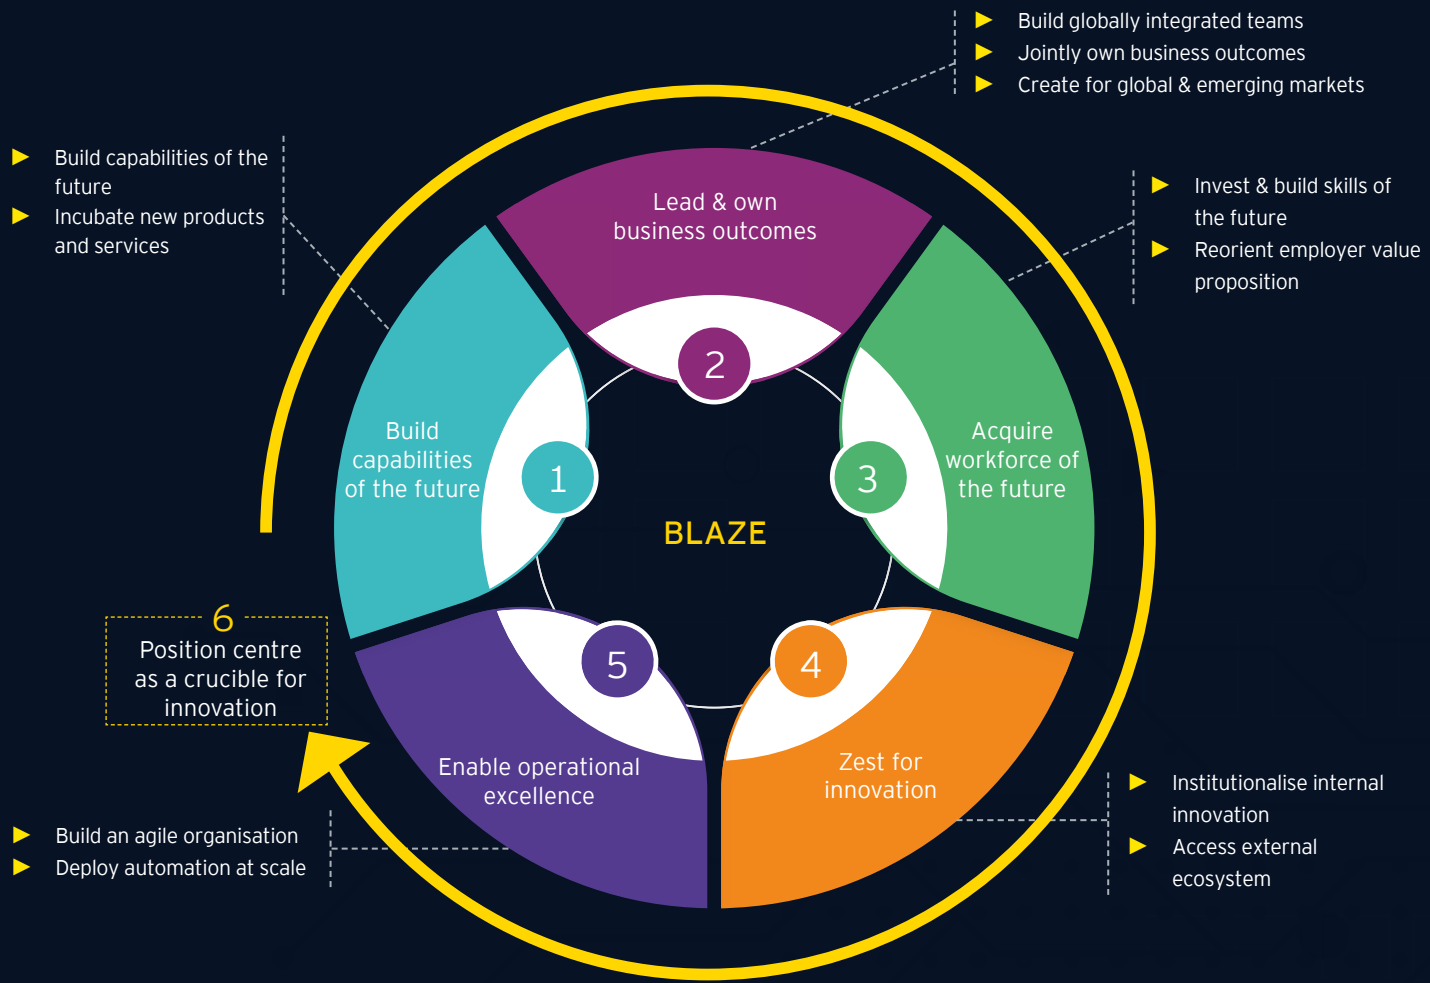 Build globally integrated teams
Jointly own business outcomes
Create for global & emerging markets
Build capabilities of the
future
Incubate new products
and services
Invest & build skills of
the future
Reorient employer value
proposition
Lead & own
business outcomes
2
Build
capabilities
of the future
1
Acquire
workforce of
the future
3
BLAZE
6
Position centre
as a crucible for
innovation
5
Enable operational
excellence
4
Zest for
innovation
Build an agile organisation
Deploy automation at scale
Institutionalise internal
innovation
Access external
ecosystem